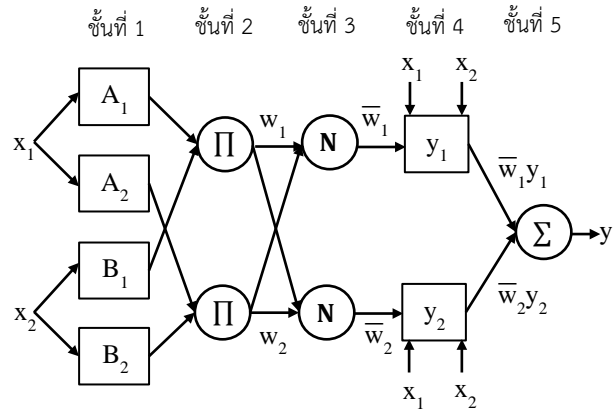 ชั้นที่ 1 ชั้นที่ 2 ชั้นที่ 3 ชั้นที่ 4 ชั้นที่ 5
x₁ x₂
A₁
w₁ w̅₁
∏ N y₁
x₁
w̅₁y₁
A₂
∑ y
B₁
w̅₂y₂
x₂
∏ N y₂
w₂ w̅₂
B₂
x₁ x₂